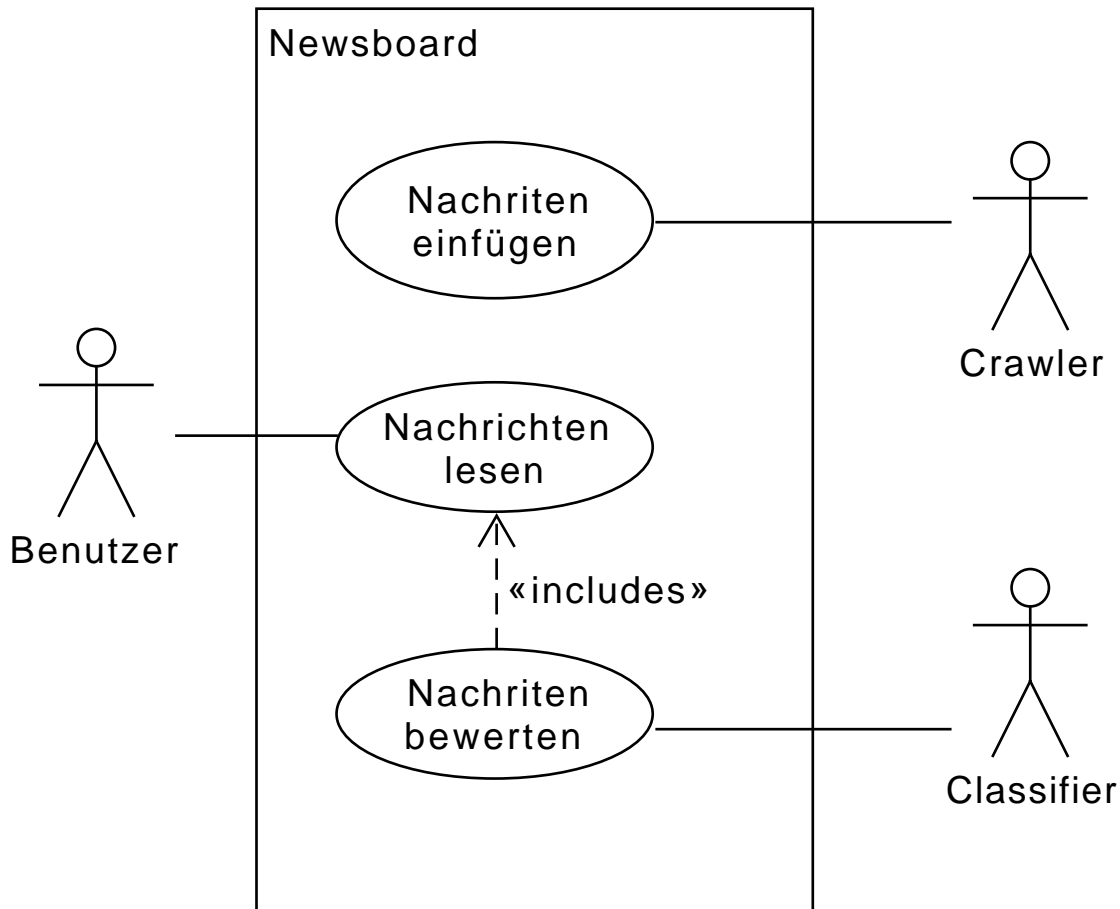 Newsboard
Nachriten
einfügen
Crawler
Nachrichten
lesen
Benutzer
«includes»
Nachriten
bewerten
Classifier